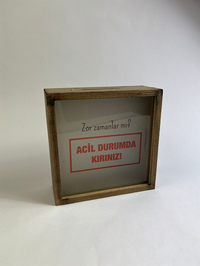 Zor zamanlar mı?
ACİL DURUMDA
KIRINIZ!